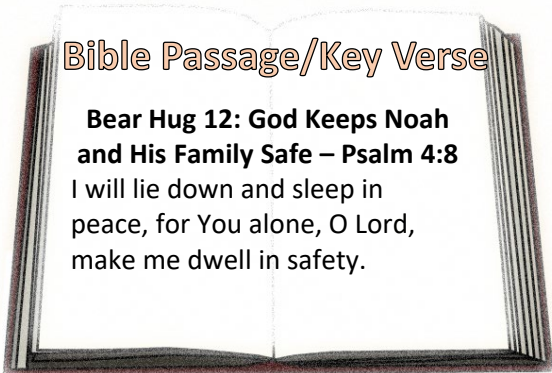 Bible Passage/Key Verse
Bear Hug 12: God Keeps Noah
and His Family Safe – Psalm 4:8
I will lie down and sleep in
peace, for You alone, O Lord,
make me dwell in safety.